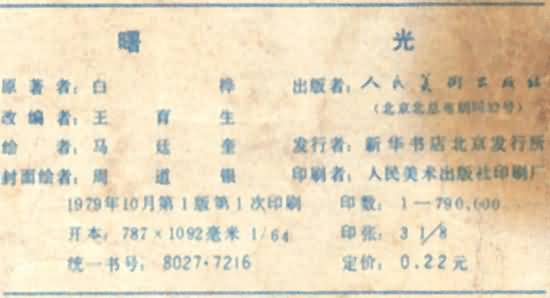 曙 光
原著者：白 桦 出版者：人民美术出版社
（北京北总布胡同32号）
改编者：王 育 生
绘 者：马 廷 奎 发行者：新华书店北京发行所
封面绘者：周 道 银 印刷者：人民美术出版社印刷厂
1979年10月第1版第1次印刷 印数：1—790,000
开本：787×1092毫米 1/64 印张：3 1/8
统一书号：8027·7216 定价：0.22元